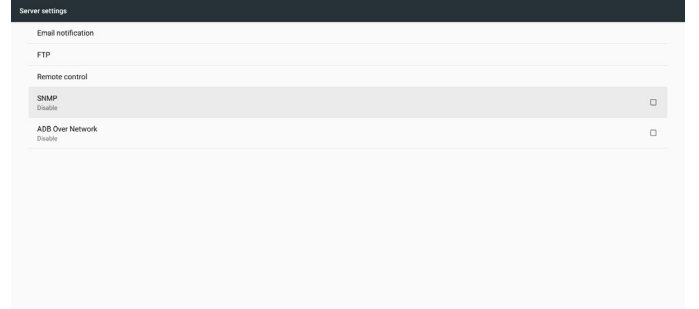 Server settings
Email notification
FTP
Remote control
SNMP
Disable
ADB Over Network
Disable